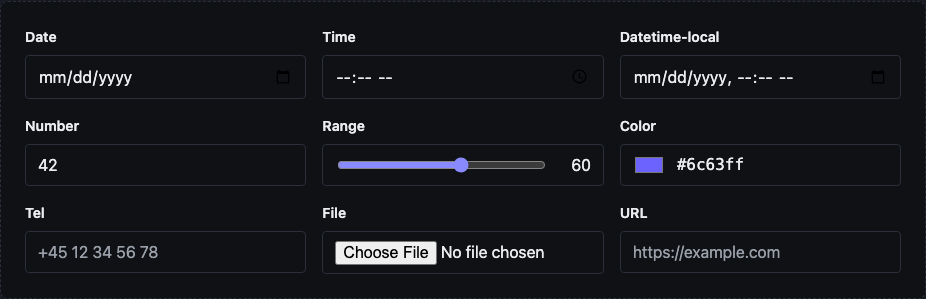 Date
Time
Datetime-local
mm/dd/yyyy
--:-- --
mm/dd/yyyy, --:-- --
Number
Range
Color
42
60
#6c63ff
Tel
File
URL
+45 12 34 56 78
Choose File No file chosen
https://example.com